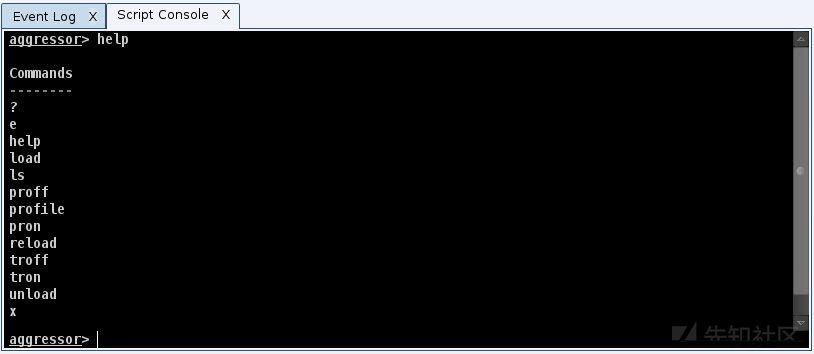 Event Log X Script Console X
aggressor> help
Commands
--------
?
e
help
load
ls
proff
profile
pron
reload
troff
tron
unload
x
aggressor>
先知社区